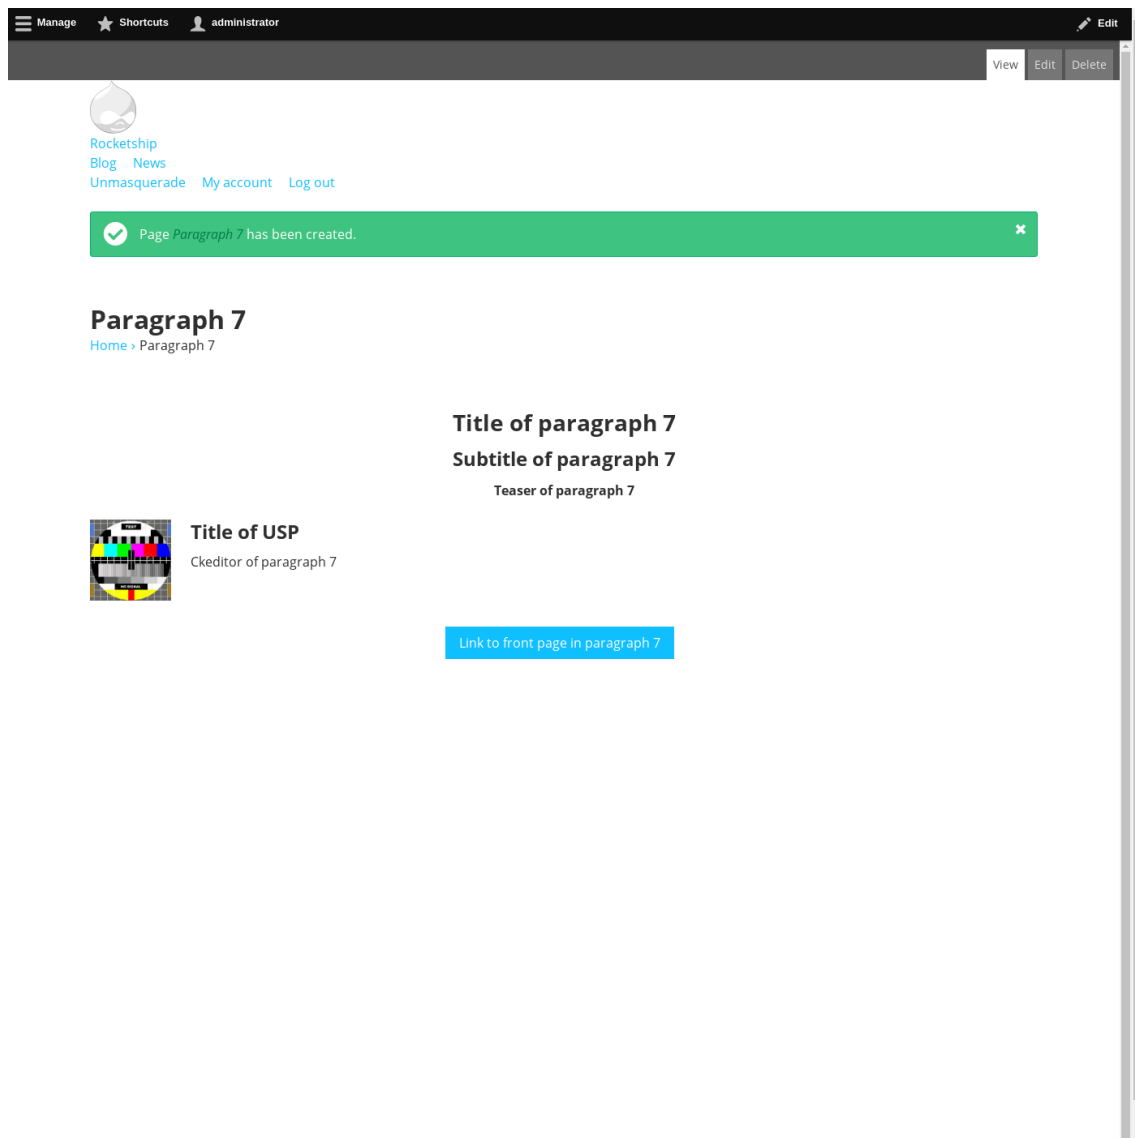 Manage Shortcuts administrator Edit
View Edit Delete
Rocketship
Blog News
Unmasquerade My account Log out
Page Paragraph 7 has been created.
Paragraph 7
Home › Paragraph 7
Title of paragraph 7
Subtitle of paragraph 7
Teaser of paragraph 7
TEST
Title of USP
Ckeditor of paragraph 7
Link to front page in paragraph 7